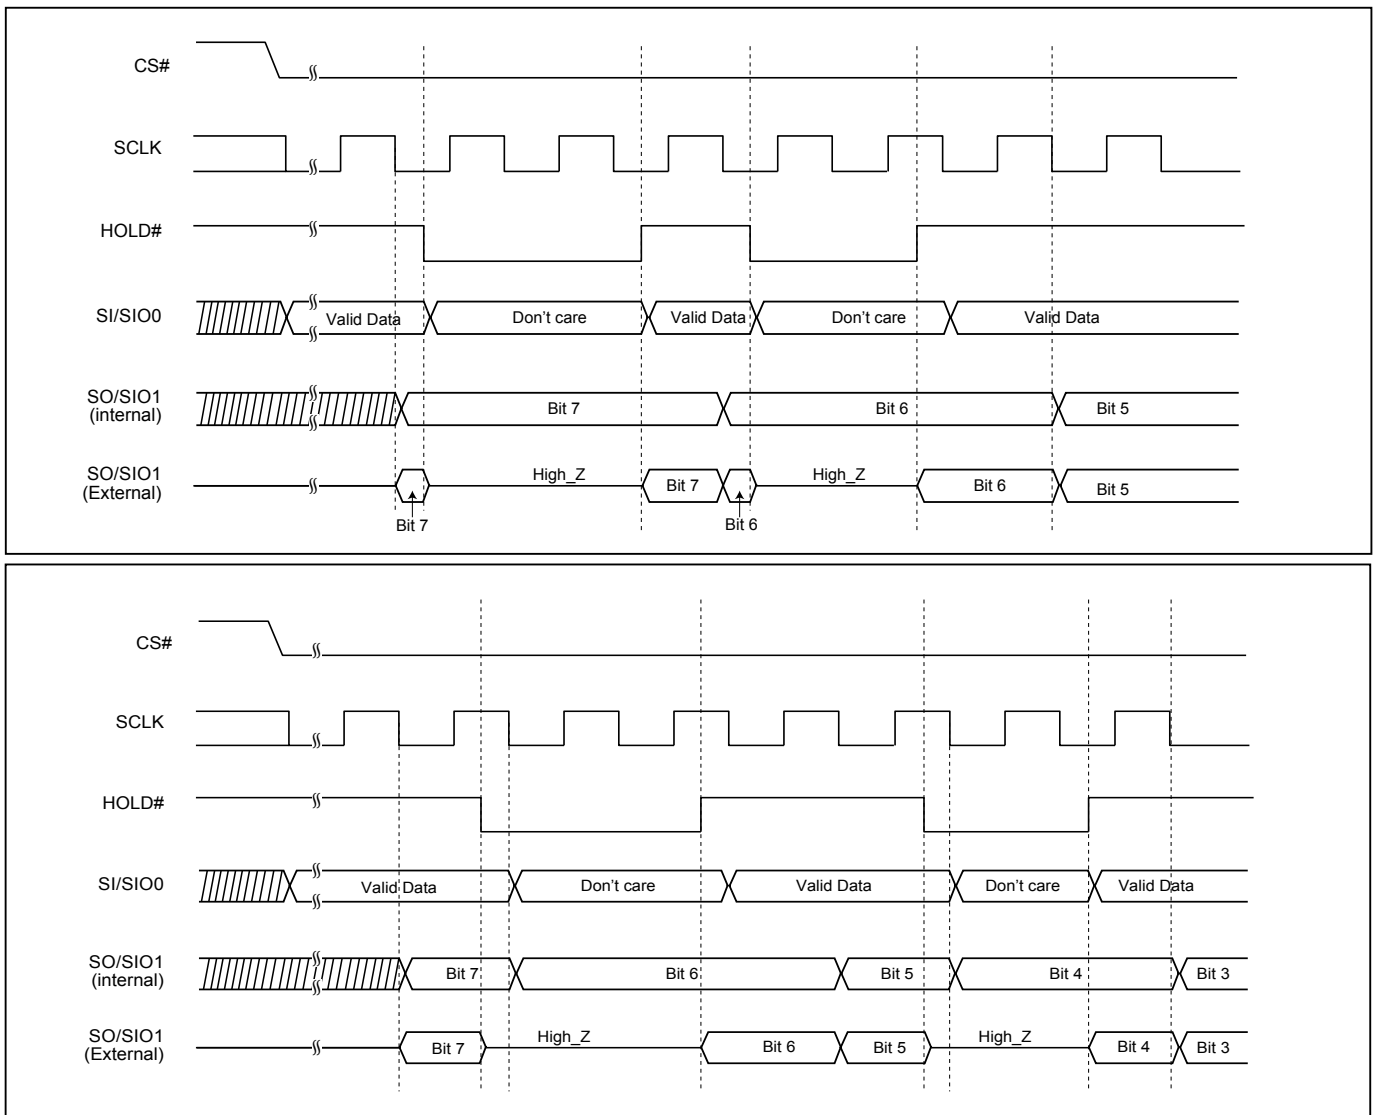 CS#
SCLK
HOLD#
SI/SIO0
Valid Data
Don't care
Valid Data
Don't care
Valid Data
SO/SIO1
(internal)
Bit 7
Bit 6
Bit 5
SO/SIO1
(External)
High_Z
Bit 7
High_Z
Bit 6
Bit 5
Bit 7
Bit 6
CS#
SCLK
HOLD#
SI/SIO0
Valid Data
Don't care
Valid Data
Don't care
Valid Data
SO/SIO1
(internal)
Bit 7
Bit 6
Bit 5
Bit 4
Bit 3
SO/SIO1
(External)
Bit 7
High_Z
Bit 6
Bit 5
High_Z
Bit 4
Bit 3